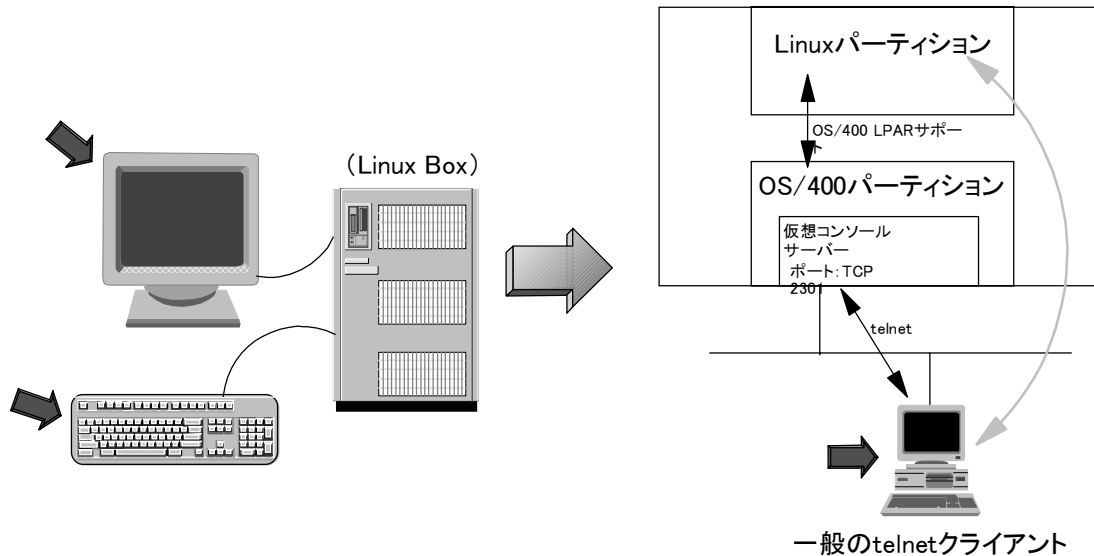 (Linux Box)
Linuxパーティション
OS/400 LPARサポー
ト
OS/400パーティション
仮想コンソール
サーバー
ポート:TCP
2301
telnet
一般のtelnetクライアント